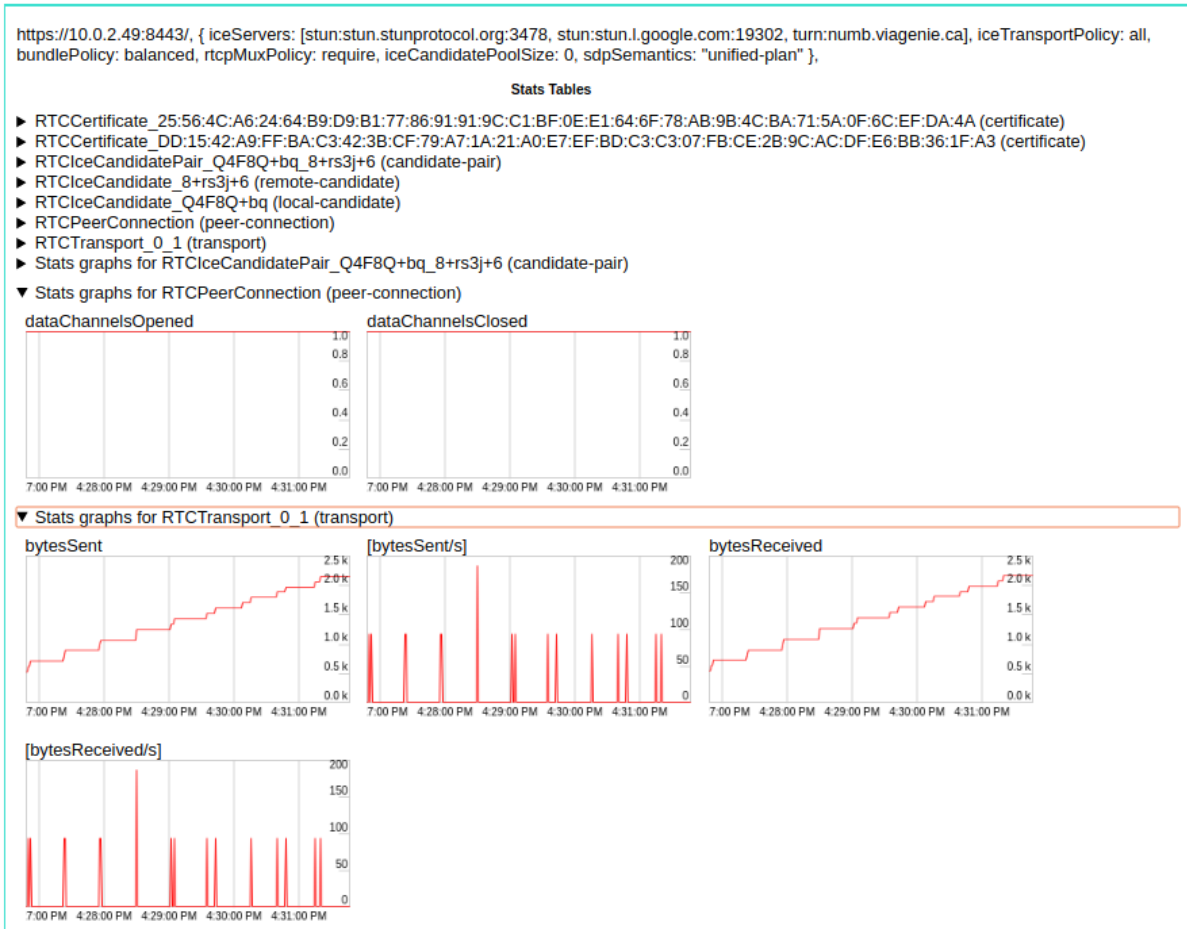 https://10.0.2.49:8443/, { iceServers: [stun:stun.stunprotocol.org:3478, stun:stun.l.google.com:19302, turn:numb.viagenie.ca], iceTransportPolicy: all,
bundlePolicy: balanced, rtcpMuxPolicy: require, iceCandidatePoolSize: 0, sdpSemantics: "unified-plan" },
Stats Tables
▶ RTCCertificate_25:56:4C:A6:24:64:B9:D9:B1:77:86:91:91:9C:C1:BF:0E:E1:64:6F:78:AB:9B:4C:BA:71:5A:0F:6C:EF:DA:4A (certificate)
▶ RTCCertificate_DD:15:42:A9:FF:BA:C3:42:3B:CF:79:A7:1A:21:A0:E7:EF:BD:C3:C3:07:FB:CE:2B:9C:AC:DF:E6:BB:36:1F:A3 (certificate)
▶ RTCIceCandidatePair_Q4F8Q+bq_8+rs3j+6 (candidate-pair)
▶ RTCIceCandidate_8+rs3j+6 (remote-candidate)
▶ RTCIceCandidate_Q4F8Q+bq (local-candidate)
▶ RTCPeerConnection (peer-connection)
▶ RTCTransport_0_1 (transport)
▶ Stats graphs for RTCIceCandidatePair_Q4F8Q+bq_8+rs3j+6 (candidate-pair)
▼ Stats graphs for RTCPeerConnection (peer-connection)
dataChannelsOpened dataChannelsClosed
1.0 1.0
0.8 0.8
0.6 0.6
0.4 0.4
0.2 0.2
0.0 0.0
7:00 PM 4:28:00 PM 4:29:00 PM 4:30:00 PM 4:31:00 PM 7:00 PM 4:28:00 PM 4:29:00 PM 4:30:00 PM 4:31:00 PM
▼ Stats graphs for RTCTransport_0_1 (transport)
bytesSent [bytesSent/s] bytesReceived
2.5 k 200 2.5 k
2.0 k 150 2.0 k
1.5 k 100 1.5 k
1.0 k 50 1.0 k
0.5 k 0 0.5 k
0.0 k 0.0 k
7:00 PM 4:28:00 PM 4:29:00 PM 4:30:00 PM 4:31:00 PM 7:00 PM 4:28:00 PM 4:29:00 PM 4:30:00 PM 4:31:00 PM 7:00 PM 4:28:00 PM 4:29:00 PM 4:30:00 PM 4:31:00 PM
[bytesReceived/s]
200
150
100
50
0
7:00 PM 4:28:00 PM 4:29:00 PM 4:30:00 PM 4:31:00 PM